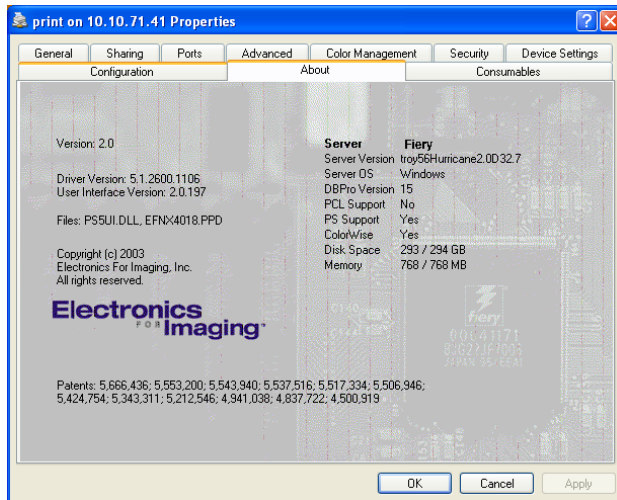 print on 10.10.71.41 Properties
General Sharing Ports Advanced Color Management Security Device Settings
Configuration About Consumables
Version: 2.0
Driver Version: 5.1.2600.1106
User Interface Version: 2.0.197
Files: PS5UI.DLL, EFNX4018.PPD
Copyright (c) 2003
Electronics For Imaging, Inc.
All rights reserved.
Electronics
FOR Imaging
Server Fiery
Server Version troy56Hurricane2.0D32.7
Server OS Windows
DBPro Version 15
PCL Support No
PS Support Yes
ColorWise Yes
Disk Space 293 / 294 GB
Memory 768 / 768 MB
fiery
Patents: 5,666,436; 5,553,200; 5,543,940; 5,537,516; 5,517,334; 5,506,946;
5,424,754; 5,343,311; 5,212,546; 4,941,038; 4,837,722; 4,500,919
OK Cancel Apply